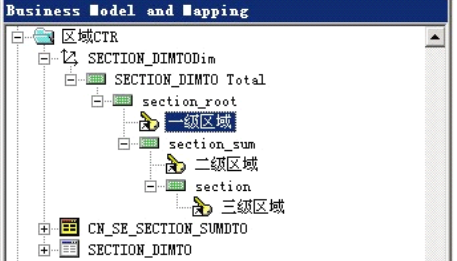 Business Model and Mapping
区域CTR
SECTION_DIMTODim
SECTION_DIMTO Total
section_root
一级区域
section_sum
二级区域
section
三级区域
CN_SE_SECTION_SUMDTO
SECTION_DIMTO